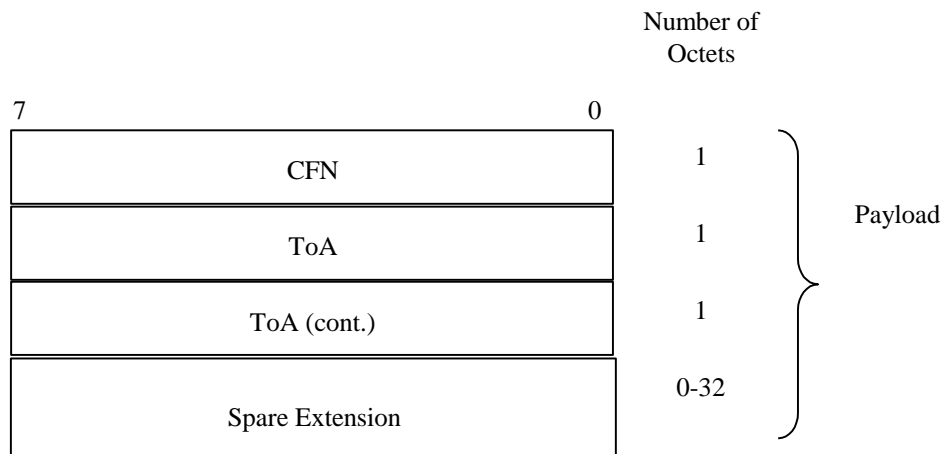 Number of
Octets
7 0
CFN 1
ToA 1
Payload
ToA (cont.) 1
Spare Extension 0-32